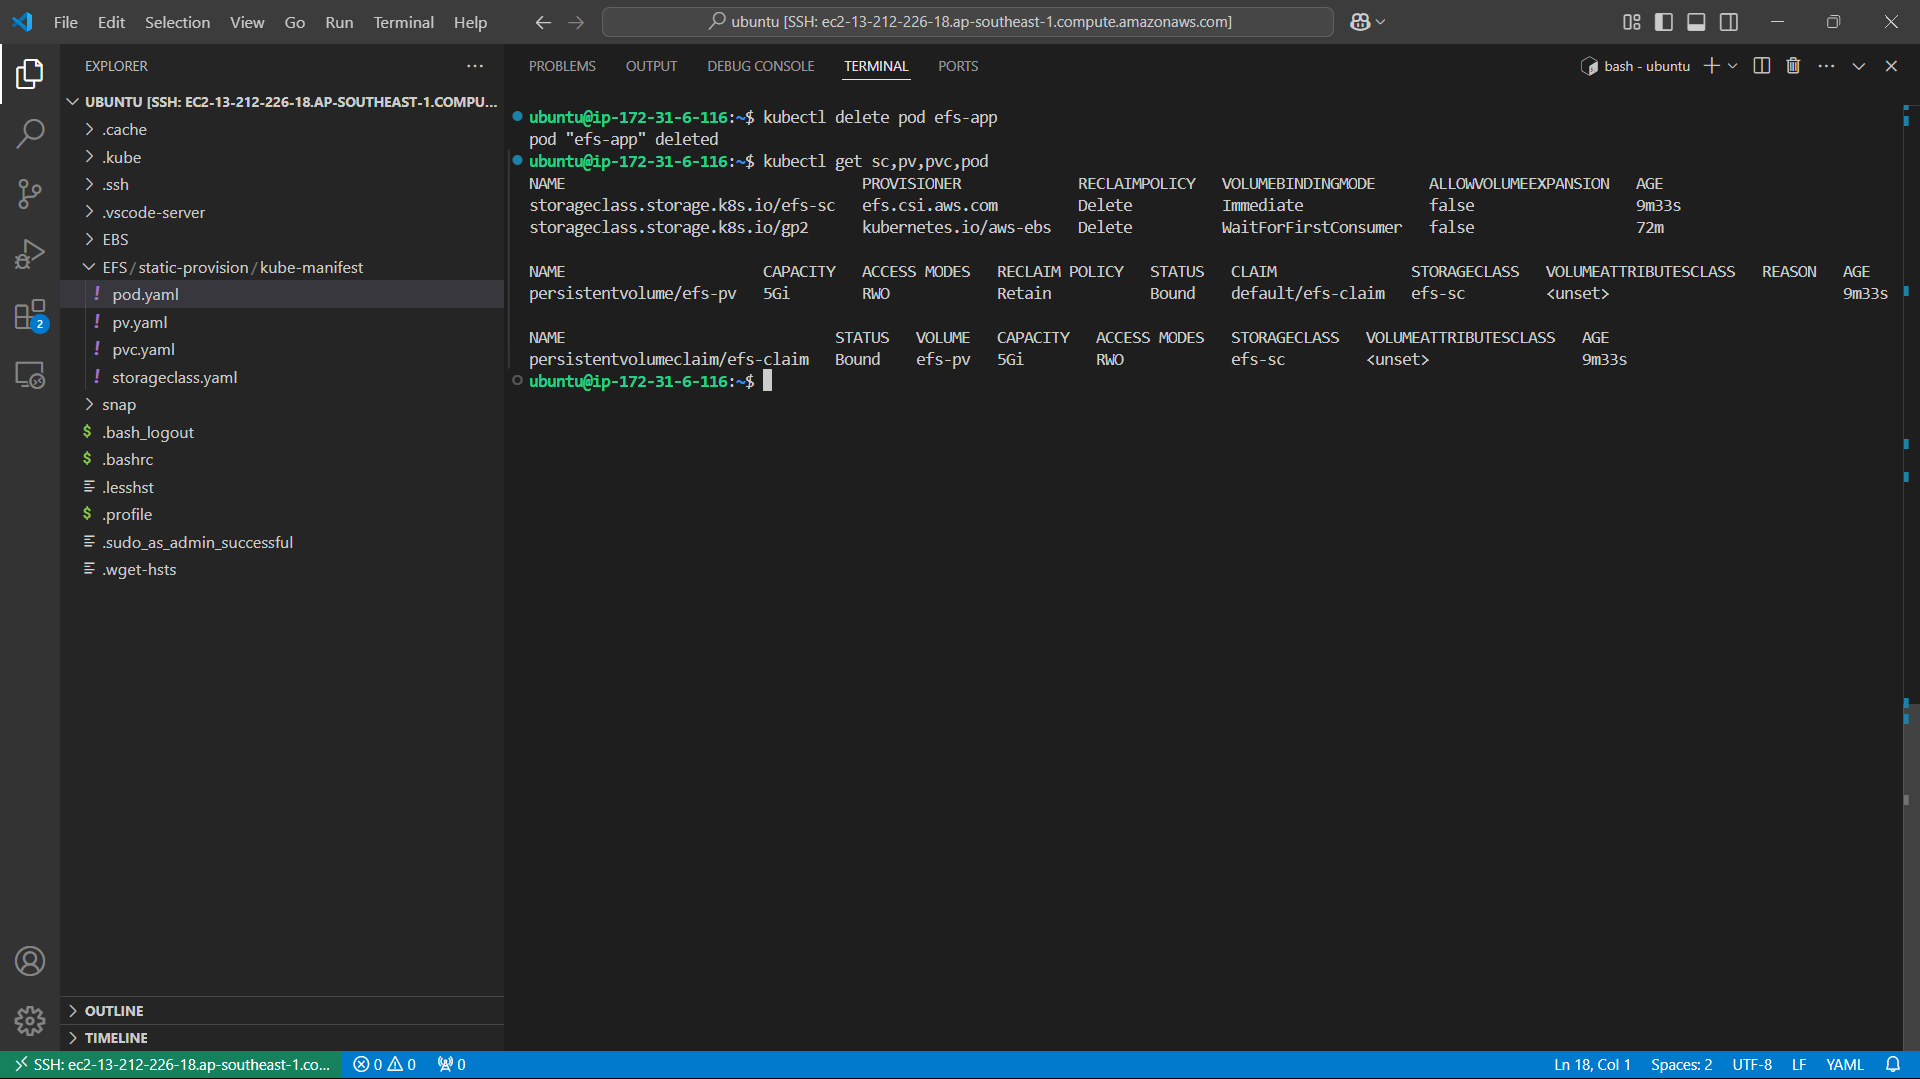 File Edit Selection View Go Run Terminal Help
ubuntu [SSH: ec2-13-212-226-18.ap-southeast-1.compute.amazonaws.com]
EXPLORER
UBUNTU [SSH: EC2-13-212-226-18.AP-SOUTHEAST-1.COMPU...
.cache
.kube
.ssh
.vscode-server
EBS
EFS/static-provision/kube-manifest
! pod.yaml
! pv.yaml
! pvc.yaml
! storageclass.yaml
snap
$ .bash_logout
$ .bashrc
.lesshst
$ .profile
.sudo_as_admin_successful
.wget-hsts
2
OUTLINE
TIMELINE
PROBLEMS OUTPUT DEBUG CONSOLE TERMINAL PORTS
bash - ubuntu
ubuntu@ip-172-31-6-116:~$ kubectl delete pod efs-app
pod "efs-app" deleted
ubuntu@ip-172-31-6-116:~$ kubectl get sc,pv,pvc,pod
NAME PROVISIONER RECLAIMPOLICY VOLUMEBINDINGMODE ALLOWVOLUMEEXPANSION AGE
storageclass.storage.k8s.io/efs-sc efs.csi.aws.com Delete Immediate false 9m33s
storageclass.storage.k8s.io/gp2 kubernetes.io/aws-ebs Delete WaitForFirstConsumer false 72m
NAME CAPACITY ACCESS MODES RECLAIM POLICY STATUS CLAIM STORAGECLASS VOLUMEATTRIBUTESCLASS REASON AGE
persistentvolume/efs-pv 5Gi RWO Retain Bound default/efs-claim efs-sc <unset> 9m33s
NAME STATUS VOLUME CAPACITY ACCESS MODES STORAGECLASS VOLUMEATTRIBUTESCLASS AGE
persistentvolumeclaim/efs-claim Bound efs-pv 5Gi RWO efs-sc <unset> 9m33s
ubuntu@ip-172-31-6-116:~$
SSH: ec2-13-212-226-18.ap-southeast-1.co... 0 0 0 Ln 18, Col 1 Spaces: 2 UTF-8 LF YAML